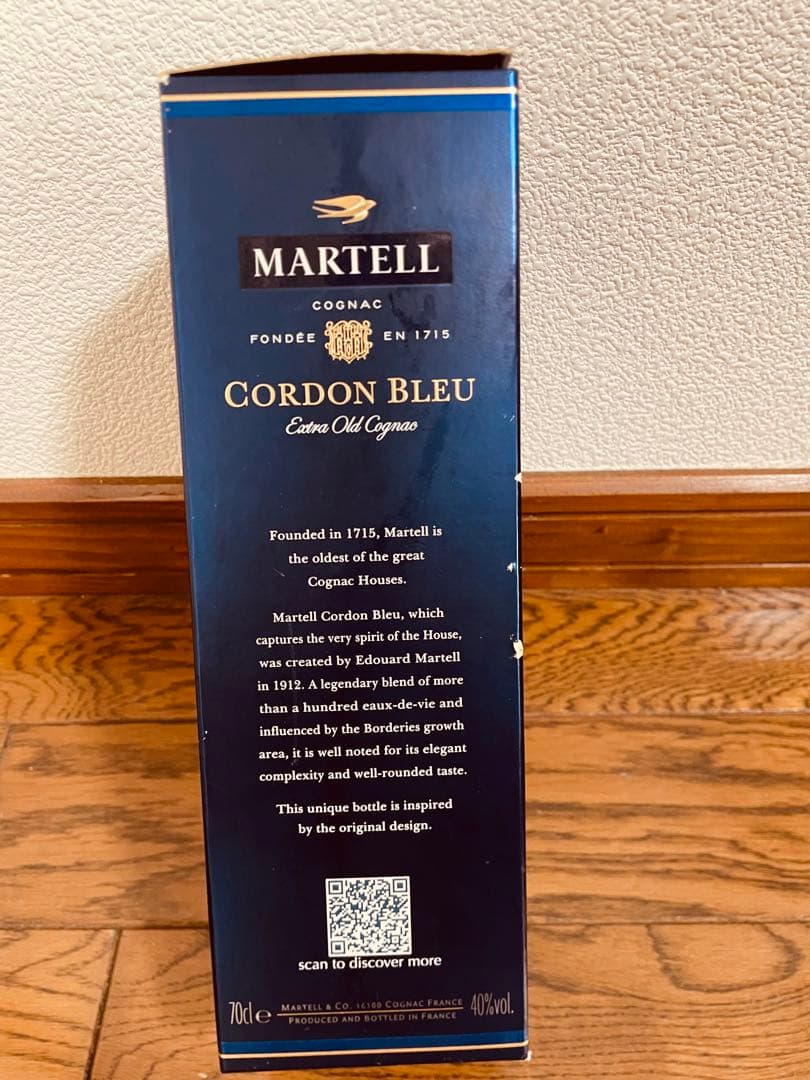 MARTELL
COGNAC
FONDÉE EN 1715
CORDON BLEU
Extra Old Cognac
Founded in 1715, Martell is
the oldest of the great
Cognac Houses.
Martell Cordon Bleu, which
captures the very spirit of the House,
was created by Edouard Martell
in 1912. A legendary blend of more
than a hundred eaux-de-vie and
influenced by the Borderies growth
area, it is well noted for its elegant
complexity and well-rounded taste.
This unique bottle is inspired
by the original design.
scan to discover more
70cl e MARTELL & CO. 16100 COGNAC FRANCE 40%vol.
PRODUCED AND BOTTLED IN FRANCE